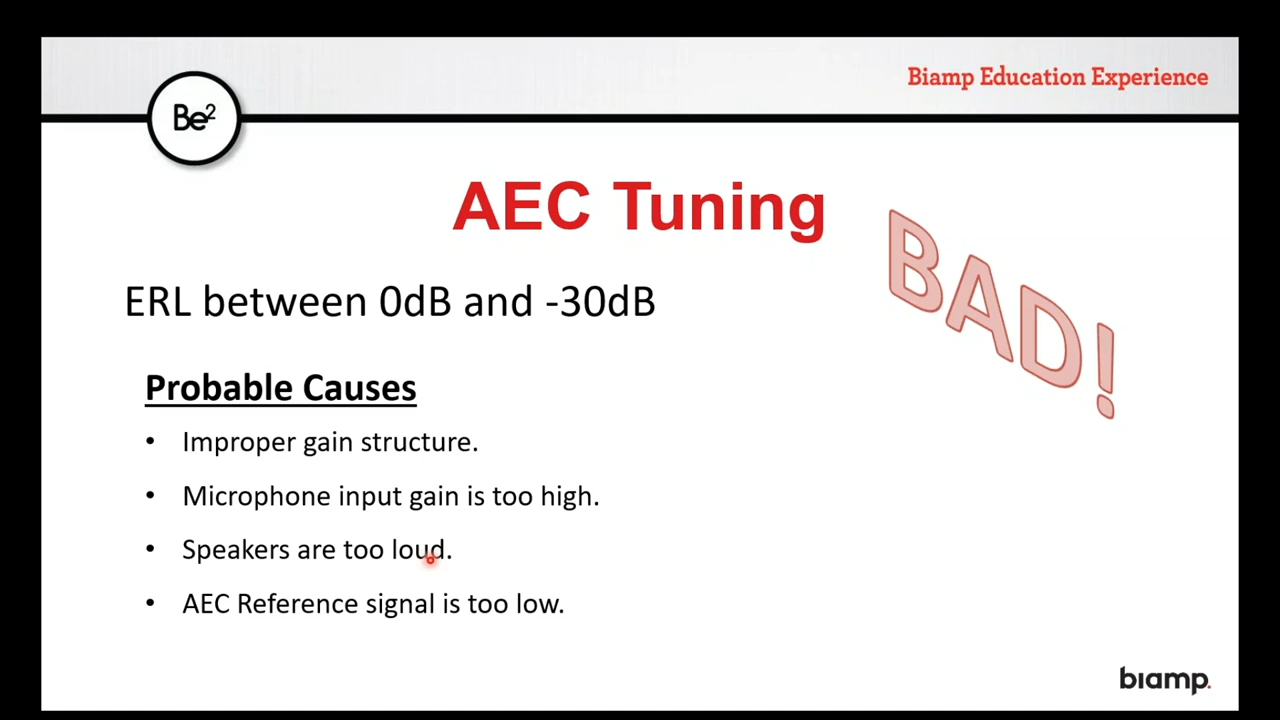 Biamp Education Experience
Be²
AEC Tuning
BAD!
ERL between 0dB and -30dB
Probable Causes
• Improper gain structure.
• Microphone input gain is too high.
• Speakers are too loud.
• AEC Reference signal is too low.
biamp.